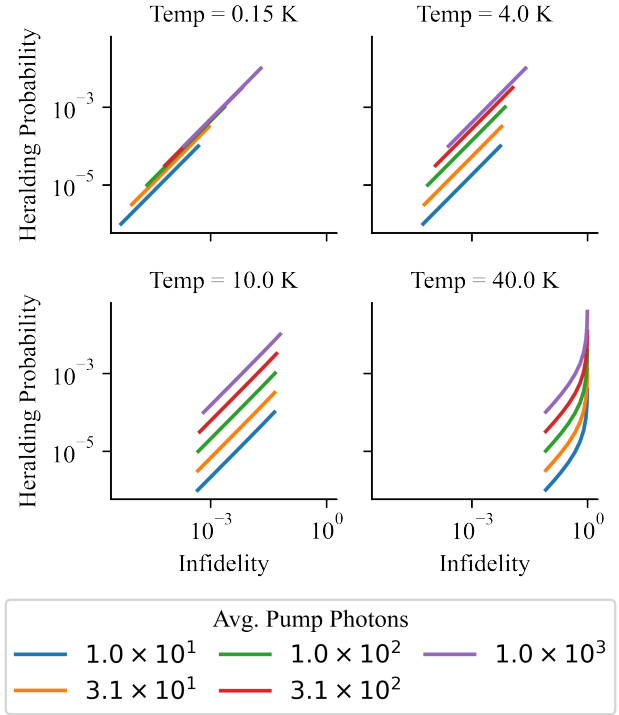 Temp = 0.15 K
Temp = 4.0 K
Heralding Probability
10⁻³
10⁻⁵
Temp = 10.0 K
Temp = 40.0 K
Heralding Probability
10⁻³
10⁻⁵
10⁻³
10⁰
10⁻³
10⁰
Infidelity
Infidelity
Avg. Pump Photons
1.0 × 10¹
1.0 × 10²
1.0 × 10³
3.1 × 10¹
3.1 × 10²